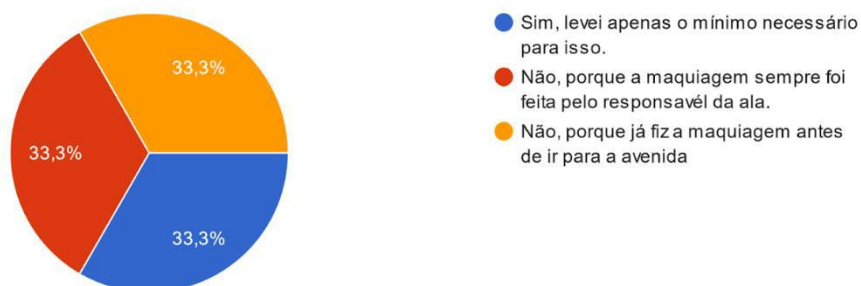 33,3%
33,3%
33,3%
Sim, levei apenas o mínimo necessário
para isso.
Não, porque a maquiagem sempre foi
feita pelo responsavél da ala.
Não, porque já fiz a maquiagem antes
de ir para a avenida